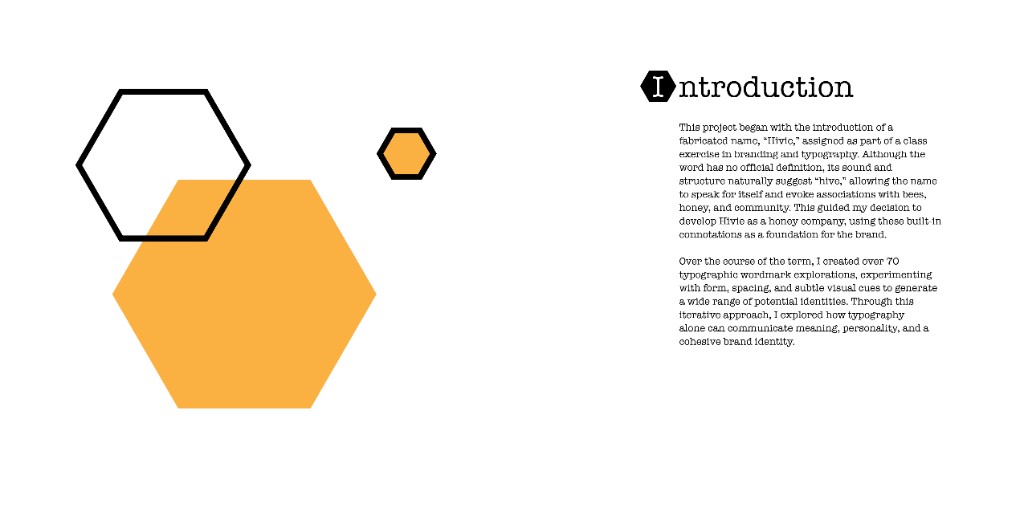 Introduction
This project began with the introduction of a
fabricated name, “Hivic,” assigned as part of a class
exercise in branding and typography. Although the
word has no official definition, its sound and
structure naturally suggest “hive,” allowing the name
to speak for itself and evoke associations with bees,
honey, and community. This guided my decision to
develop Hivic as a honey company, using these built-in
connotations as a foundation for the brand.
Over the course of the term, I created over 70
typographic wordmark explorations, experimenting
with form, spacing, and subtle visual cues to generate
a wide range of potential identities. Through this
iterative approach, I explored how typography
alone can communicate meaning, personality, and a
cohesive brand identity.